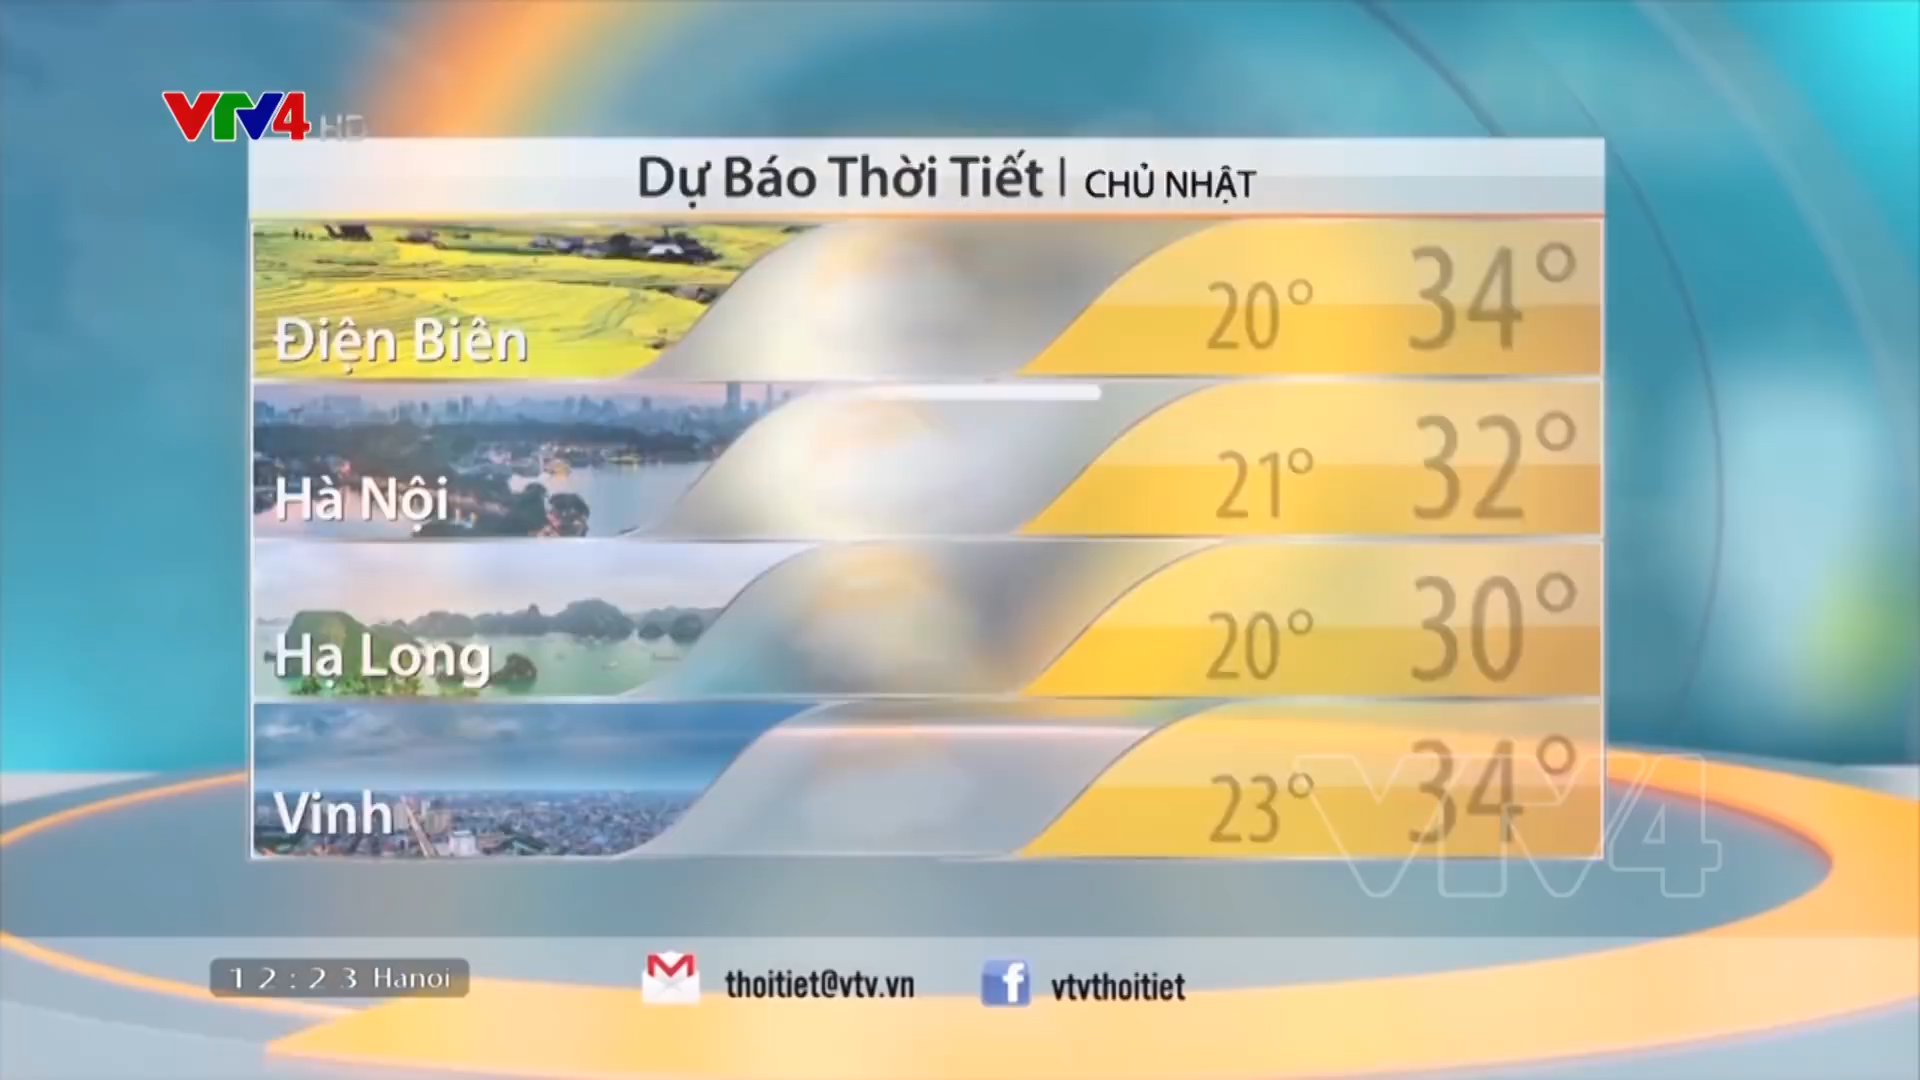 VTV4 HD
Dự Báo Thời Tiết | CHỦ NHẬT
Điện Biên 20° 34°
Hà Nội 21° 32°
Hạ Long 20° 30°
Vinh 23° 34°
VTV4
12:23 Hanoi thoitiet@vtv.vn f vtvthoitiet